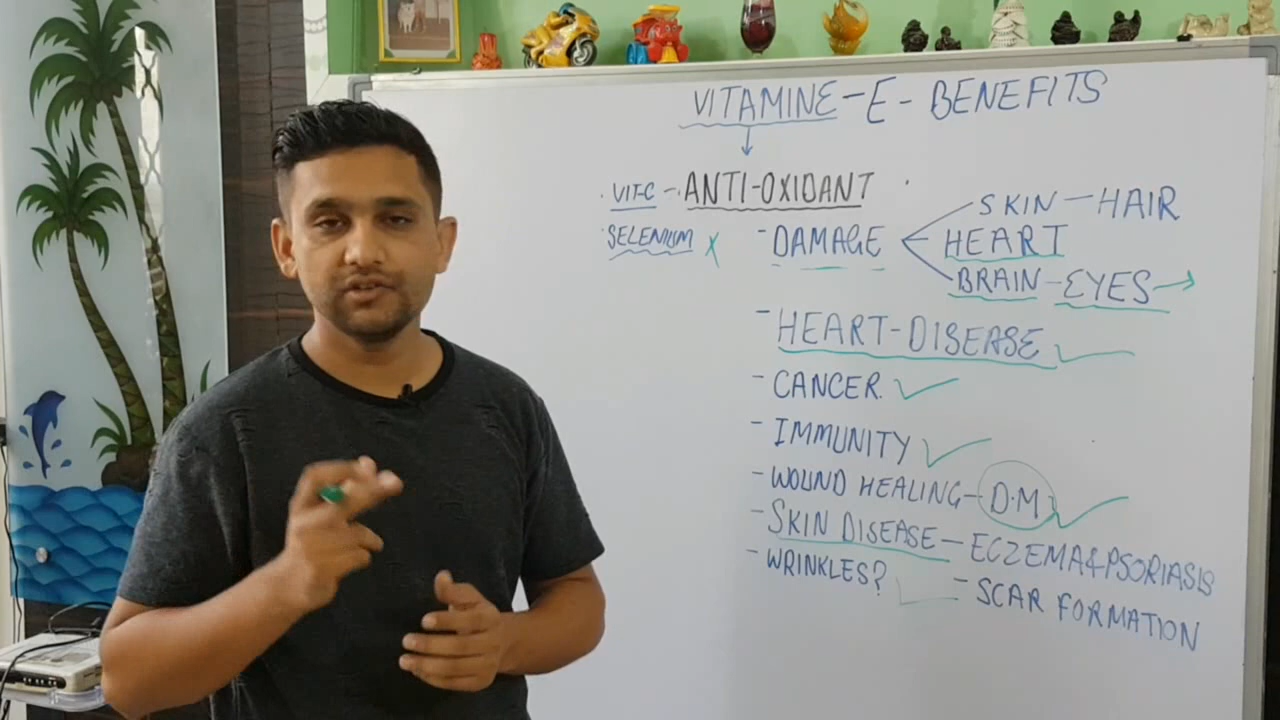 VITAMINE-E-BENEFITS
VIT-C - ANTI-OXIDANT
SELENIUM X
- DAMAGE
SKIN - HAIR
HEART
BRAIN - EYES
- HEART-DISEASE
- CANCER.
- IMMUNITY
- WOUND HEALING - D.M
- SKIN DISEASE - ECZEMA & PSORIASIS
- WRINKLES?
- SCAR FORMATION